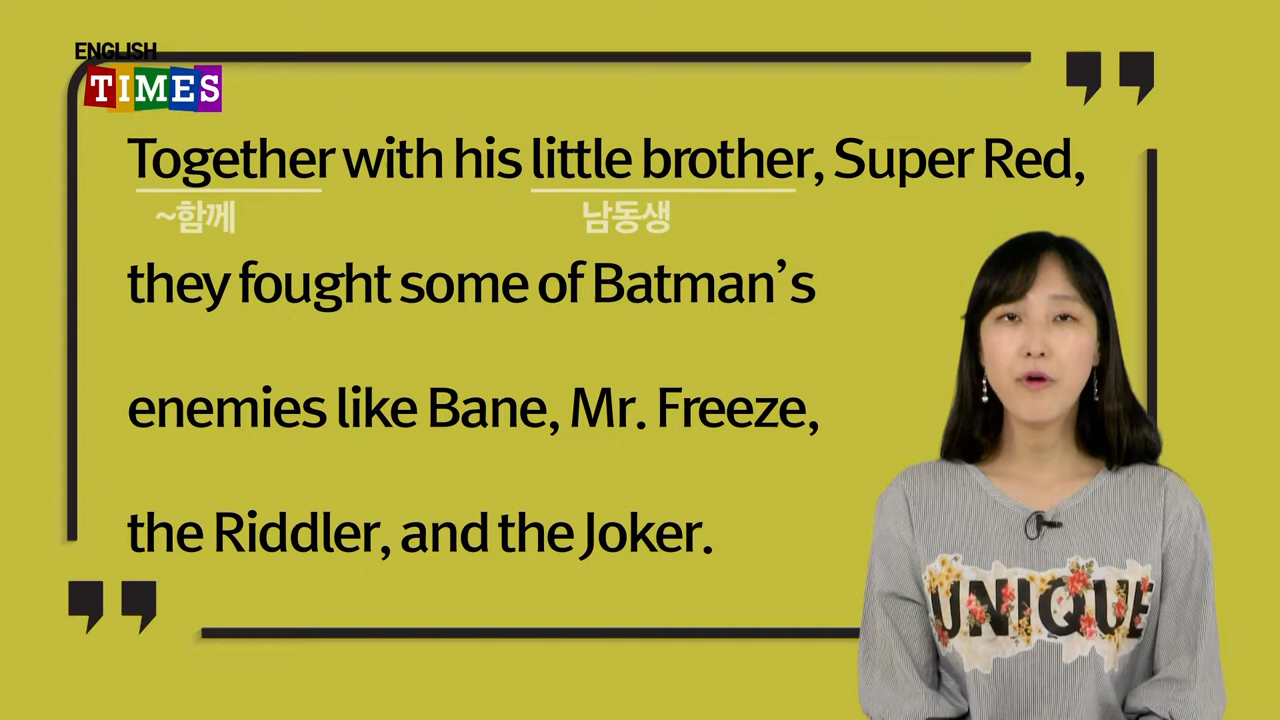 ENGLISH
TIMES
Together with his little brother, Super Red,
~함께 남동생
they fought some of Batman’s
enemies like Bane, Mr. Freeze,
the Riddler, and the Joker.
UNIQUE